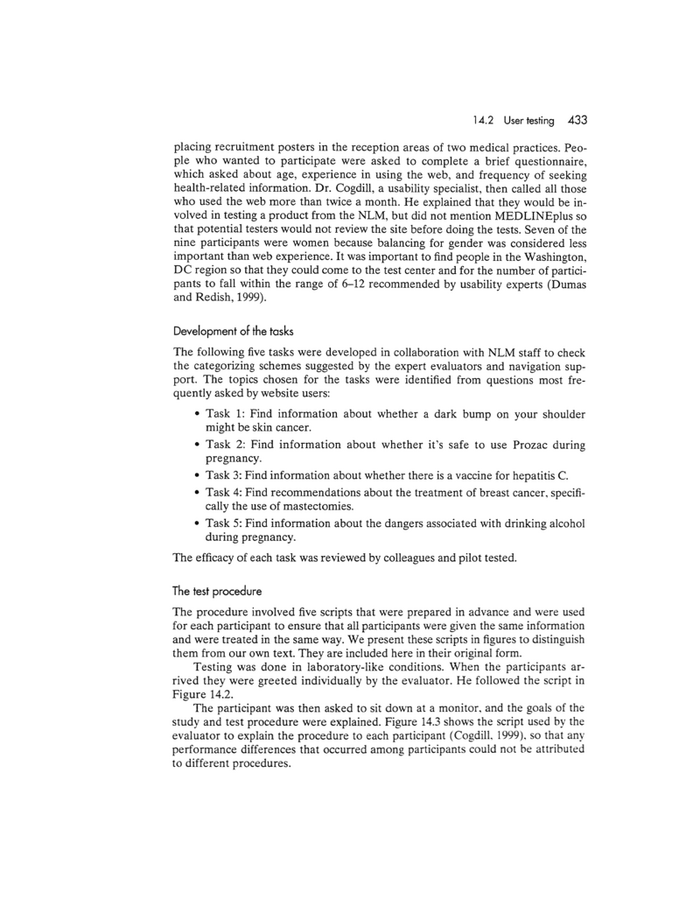 14.2 User testing 433
placing recruitment posters in the reception areas of two medical practices. Peo-
ple who wanted to participate were asked to complete a brief questionnaire,
which asked about age, experience in using the web, and frequency of seeking
health-related information. Dr. Cogdill, a usability specialist, then called all those
who used the web more than twice a month. He explained that they would be in-
volved in testing a product from the NLM, but did not mention MEDLINEplus so
that potential testers would not review the site before doing the tests. Seven of the
nine participants were women because balancing for gender was considered less
important than web experience. It was important to find people in the Washington,
DC region so that they could come to the test center and for the number of partici-
pants to fall within the range of 6–12 recommended by usability experts (Dumas
and Redish, 1999).
Development of the tasks
The following five tasks were developed in collaboration with NLM staff to check
the categorizing schemes suggested by the expert evaluators and navigation sup-
port. The topics chosen for the tasks were identified from questions most fre-
quently asked by website users:
• Task 1: Find information about whether a dark bump on your shoulder
might be skin cancer.
• Task 2: Find information about whether it's safe to use Prozac during
pregnancy.
• Task 3: Find information about whether there is a vaccine for hepatitis C.
• Task 4: Find recommendations about the treatment of breast cancer, specifi-
cally the use of mastectomies.
• Task 5: Find information about the dangers associated with drinking alcohol
during pregnancy.
The efficacy of each task was reviewed by colleagues and pilot tested.
The test procedure
The procedure involved five scripts that were prepared in advance and were used
for each participant to ensure that all participants were given the same information
and were treated in the same way. We present these scripts in figures to distinguish
them from our own text. They are included here in their original form.
Testing was done in laboratory-like conditions. When the participants ar-
rived they were greeted individually by the evaluator. He followed the script in
Figure 14.2.
The participant was then asked to sit down at a monitor, and the goals of the
study and test procedure were explained. Figure 14.3 shows the script used by the
evaluator to explain the procedure to each participant (Cogdill, 1999), so that any
performance differences that occurred among participants could not be attributed
to different procedures.